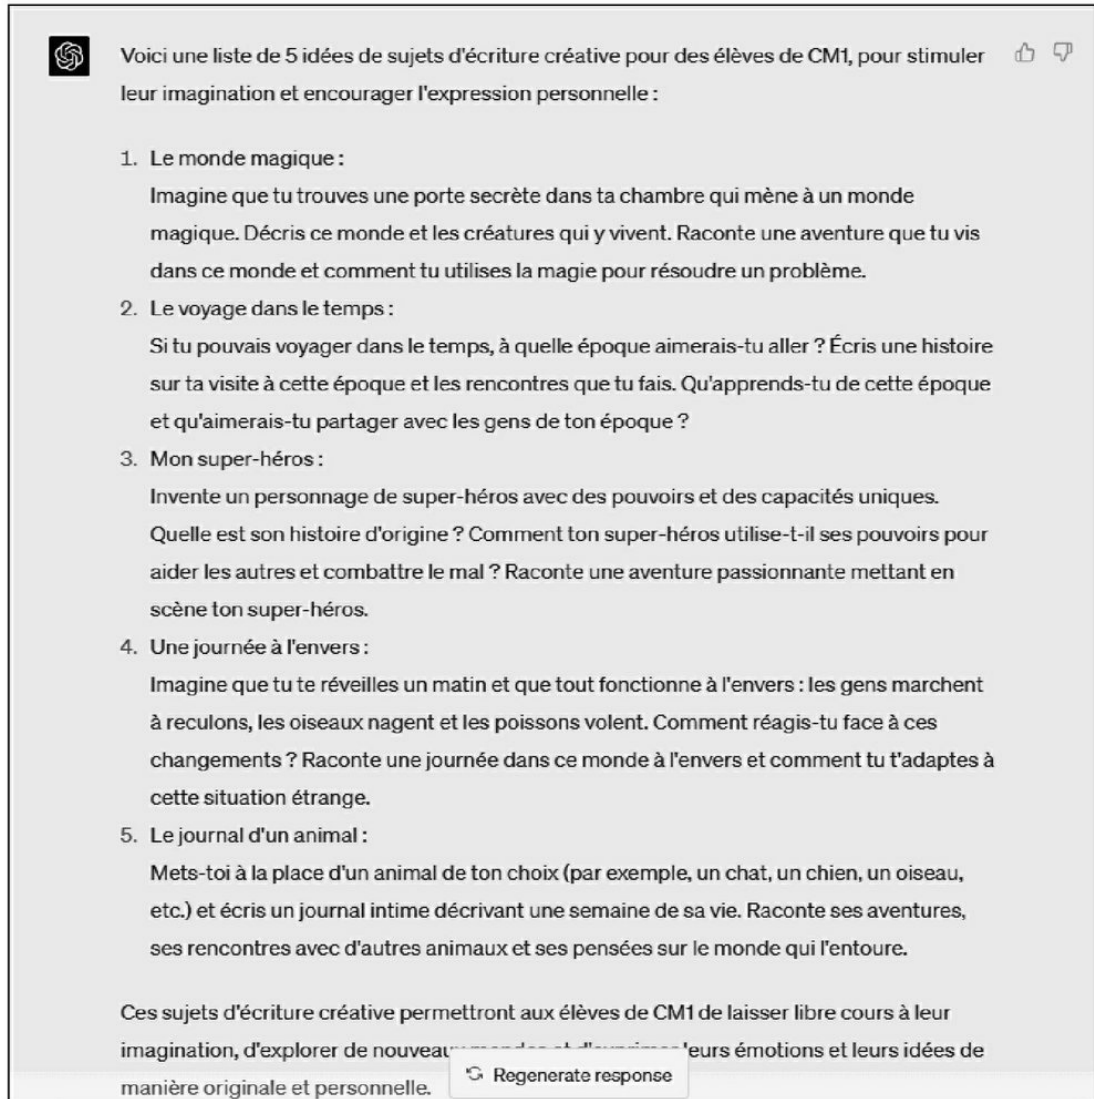 Voici une liste de 5 idées de sujets d'écriture créative pour des élèves de CM1, pour stimuler
leur imagination et encourager l'expression personnelle :
1. Le monde magique :
Imagine que tu trouves une porte secrète dans ta chambre qui mène à un monde
magique. Décris ce monde et les créatures qui y vivent. Raconte une aventure que tu vis
dans ce monde et comment tu utilises la magie pour résoudre un problème.
2. Le voyage dans le temps :
Si tu pouvais voyager dans le temps, à quelle époque aimerais-tu aller ? Écris une histoire
sur ta visite à cette époque et les rencontres que tu fais. Qu'apprends-tu de cette époque
et qu'aimerais-tu partager avec les gens de ton époque ?
3. Mon super-héros :
Invente un personnage de super-héros avec des pouvoirs et des capacités uniques.
Quelle est son histoire d'origine ? Comment ton super-héros utilise-t-il ses pouvoirs pour
aider les autres et combattre le mal ? Raconte une aventure passionnante mettant en
scène ton super-héros.
4. Une journée à l'envers :
Imagine que tu te réveilles un matin et que tout fonctionne à l'envers : les gens marchent
à reculons, les oiseaux nagent et les poissons volent. Comment réagis-tu face à ces
changements ? Raconte une journée dans ce monde à l'envers et comment tu t'adaptes à
cette situation étrange.
5. Le journal d'un animal :
Mets-toi à la place d'un animal de ton choix (par exemple, un chat, un chien, un oiseau,
etc.) et écris un journal intime décrivant une semaine de sa vie. Raconte ses aventures,
ses rencontres avec d'autres animaux et ses pensées sur le monde qui l'entoure.
Ces sujets d'écriture créative permettront aux élèves de CM1 de laisser libre cours à leur
imagination, d'explorer de nouveaux leurs émotions et leurs idées de
manière originale et personnelle.
Regenerate response